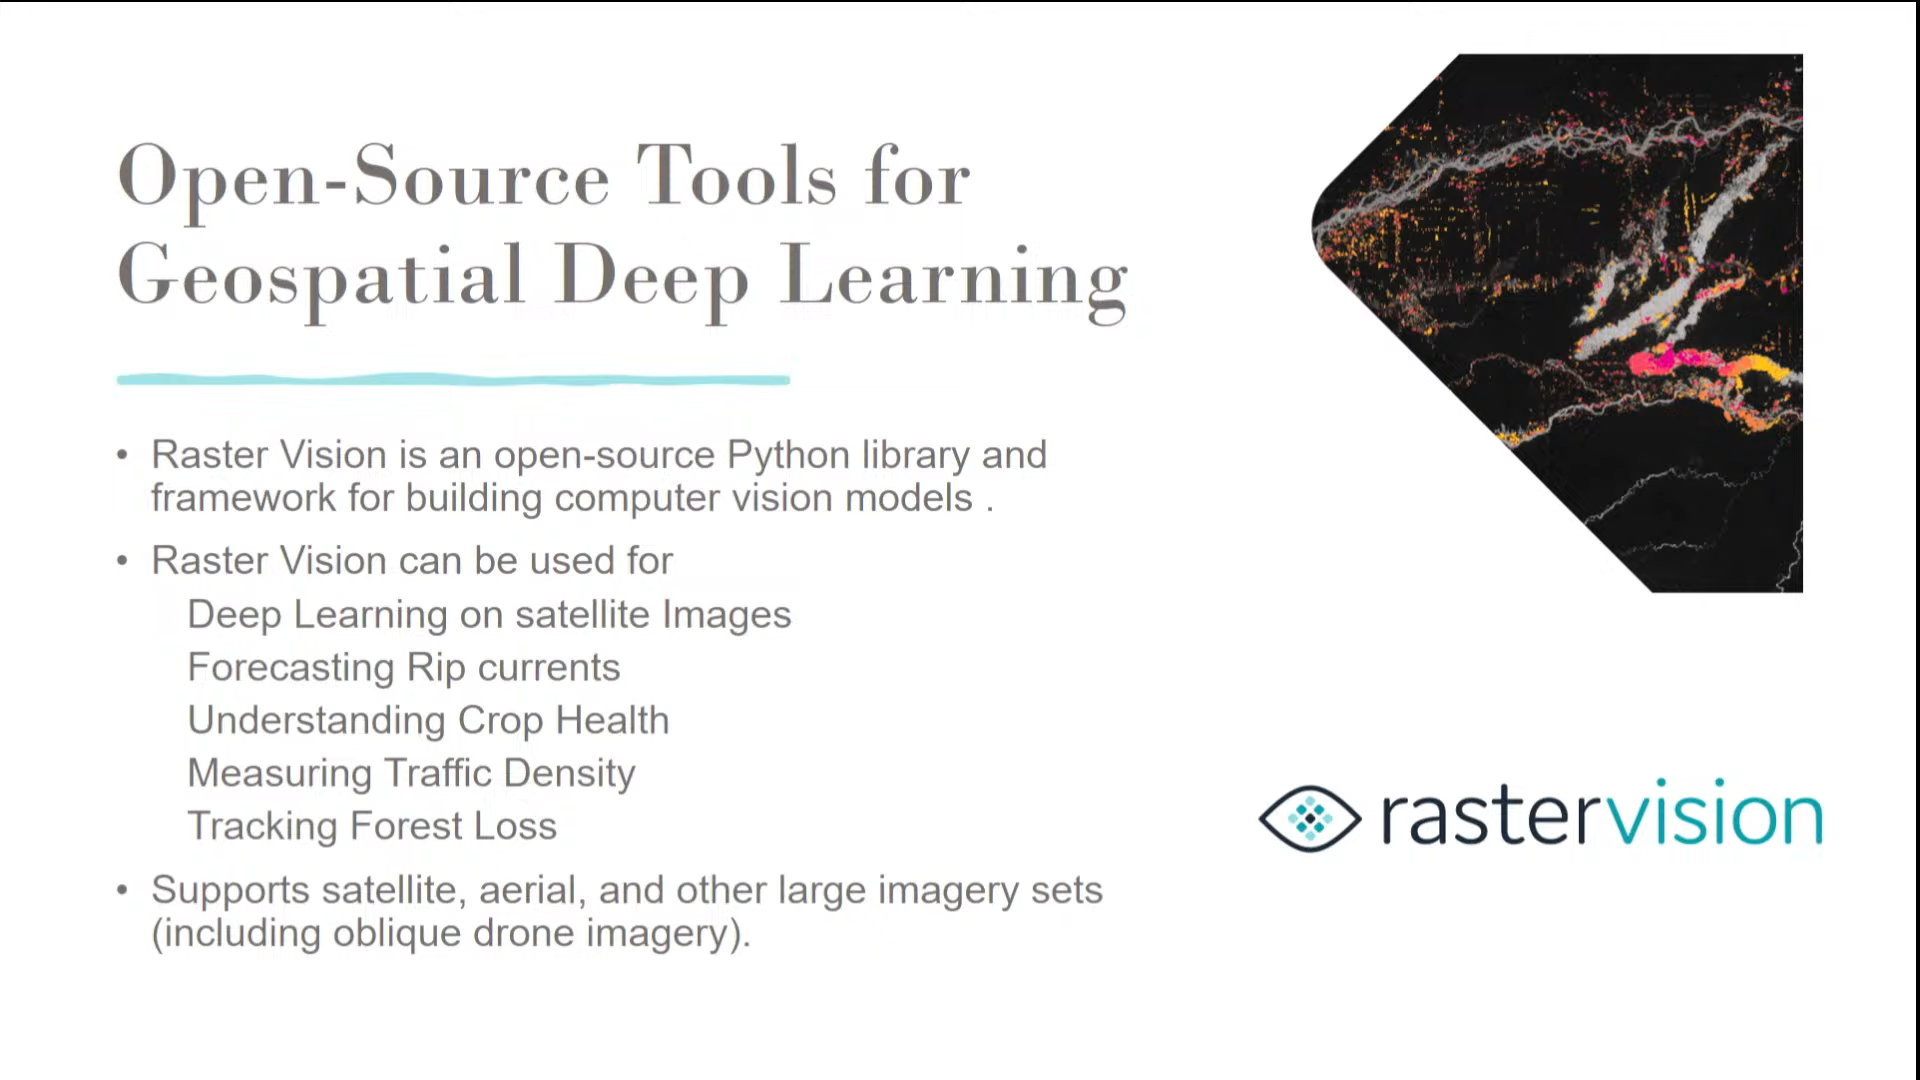 Open-Source Tools for
Geospatial Deep Learning
• Raster Vision is an open-source Python library and
framework for building computer vision models .
• Raster Vision can be used for
Deep Learning on satellite Images
Forecasting Rip currents
Understanding Crop Health
Measuring Traffic Density
Tracking Forest Loss
• Supports satellite, aerial, and other large imagery sets
(including oblique drone imagery).
rastervision